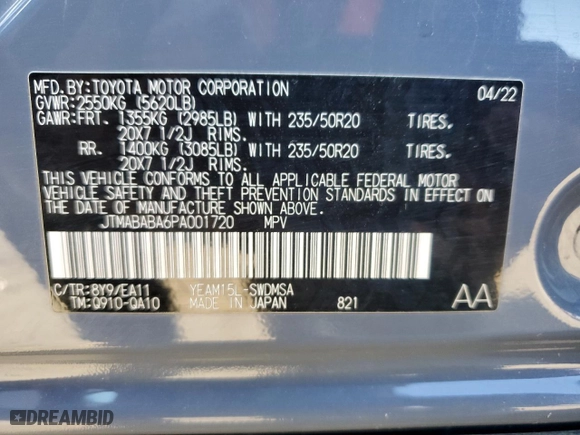 MFD.BY:TOYOTA MOTOR CORPORATION 04/22
GVWR:2550KG (5620LB)
GAWR:FRT. 1355KG (2985LB) WITH 235/50R20 TIRES.
20X7 1/2J RIMS.
RR. 1400KG (3085LB) WITH 235/50R20 TIRES.
20X7 1/2J RIMS.
THIS VEHICLE CONFORMS TO ALL APPLICABLE FEDERAL MOTOR
VEHICLE SAFETY AND THEFT PREVENTION STANDARDS IN EFFECT
ON THE DATE OF MANUFACTURE SHOWN ABOVE.
JTMABABA6PA001720 MPV
C/TR:8Y9/EA11 YEAM15L-SWDMSA
TM:Q910-QA10 MADE IN JAPAN 821 AA
DREAMBID